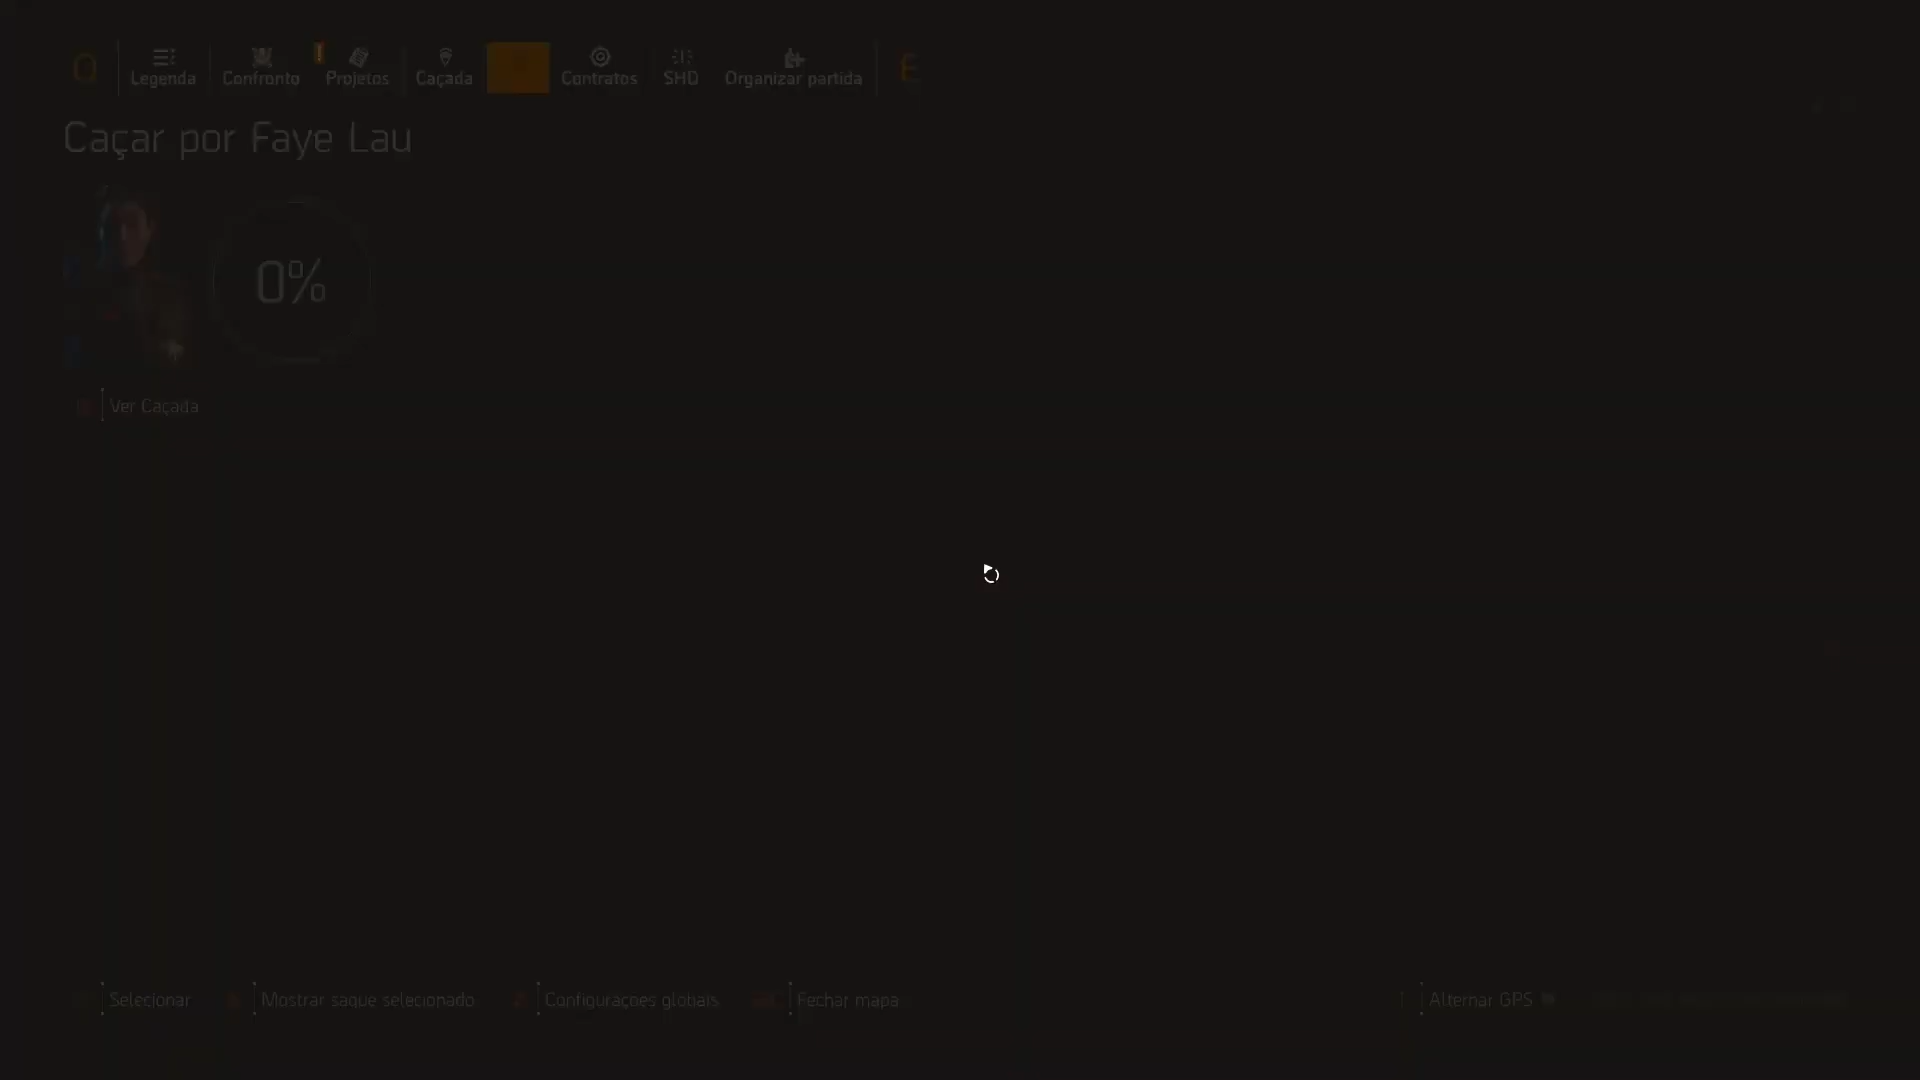 Q Legenda Confronto ! Projetos Caçada Contratos SHD Organizar partida E
Caçar por Faye Lau
0%
Ver Caçada
Selecionar Mostrar saque selecionado Configurações globais Fechar mapa Alternar GPS